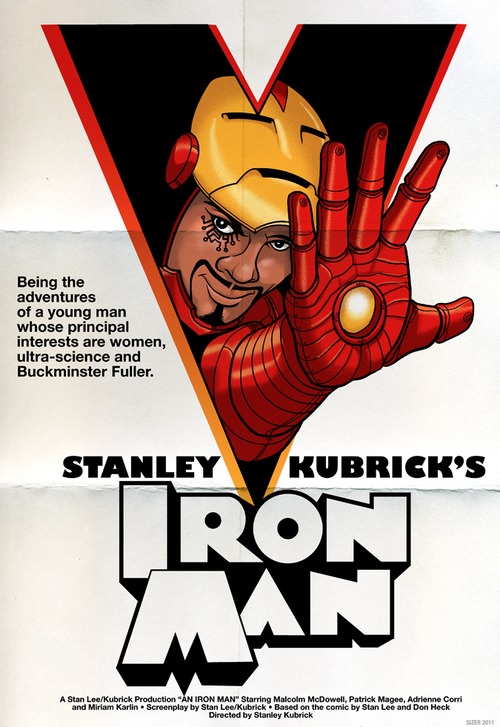 Being the
adventures
of a young man
whose principal
interests are women,
ultra-science and
Buckminster Fuller.
STANLEY KUBRICK'S
IRON
MAN
A Stan Lee/Kubrick Production "AN IRON MAN" Starring Malcolm McDowell, Patrick Magee, Adrienne Corri
and Miriam Karlin • Screenplay by Stan Lee/Kubrick • Based on the comic by Stan Lee and Don Heck
Directed by Stanley Kubrick
SIZER 2011